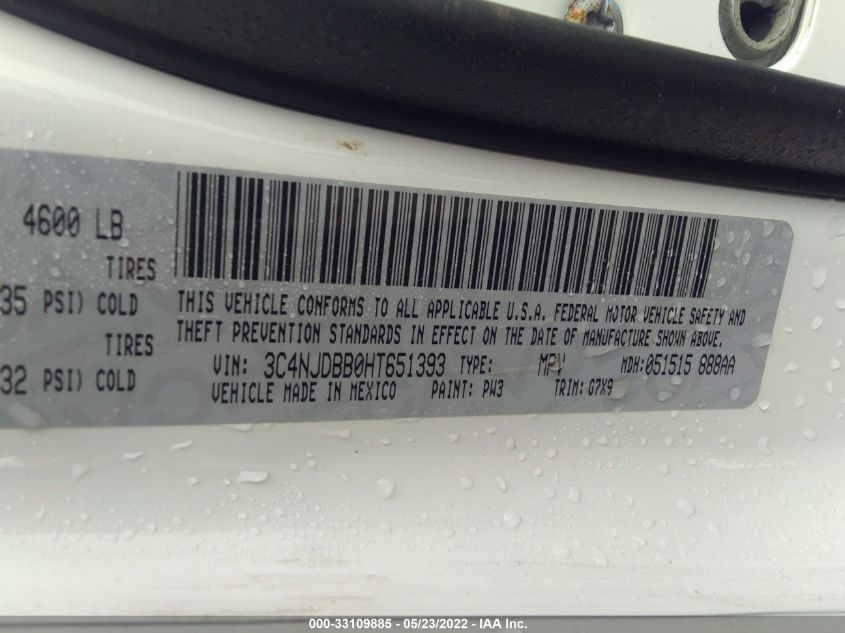 4600 LB
TIRES
35 PSI) COLD
TIRES
32 PSI) COLD
THIS VEHICLE CONFORMS TO ALL APPLICABLE U.S.A. FEDERAL MOTOR VEHICLE SAFETY AND
THEFT PREVENTION STANDARDS IN EFFECT ON THE DATE OF MANUFACTURE SHOWN ABOVE.
VIN: 3C4NJDBB0HT651393 TYPE: MPV MDH:051515 888AA
VEHICLE MADE IN MEXICO PAINT: PW3 TRIM: G7X9
000-33109885 - 05/23/2022 - IAA Inc.